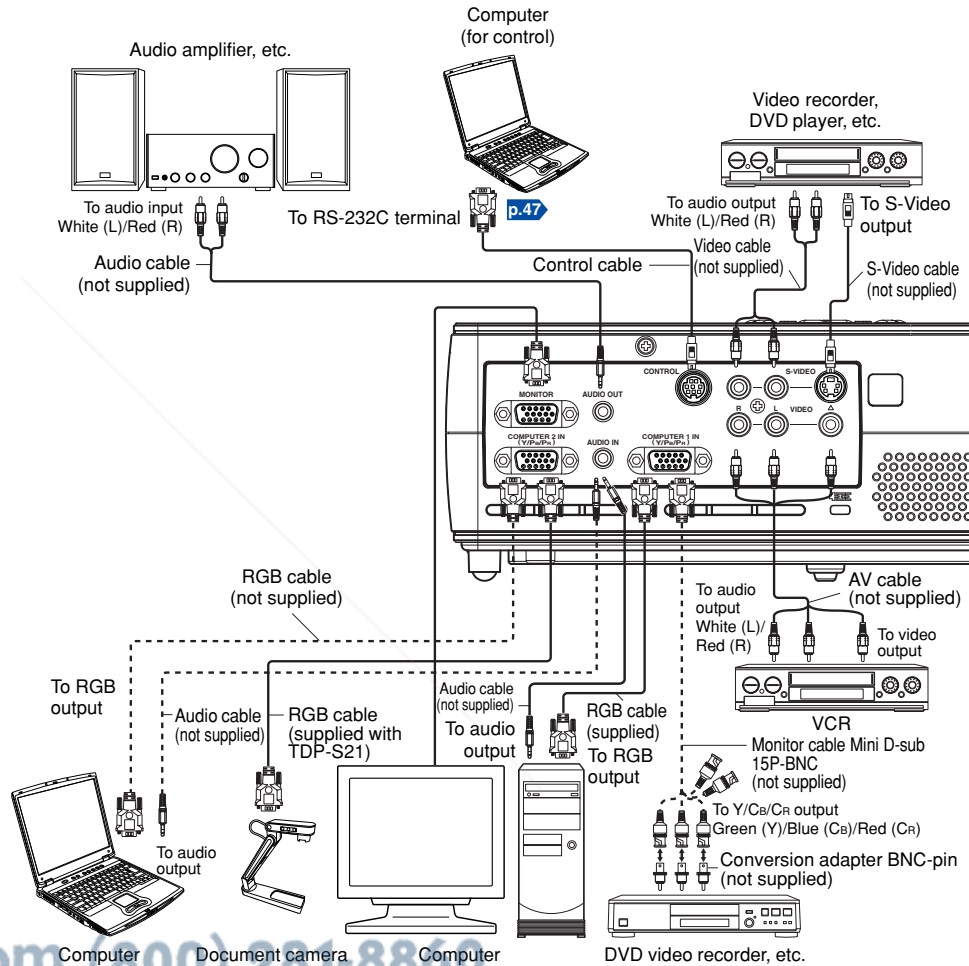 Computer
(for control)
Audio amplifier, etc.
Video recorder,
DVD player, etc.
To audio input
White (L)/Red (R)
To RS-232C terminal
p.47
To audio output
White (L)/Red (R)
To S-Video
output
Audio cable
(not supplied)
Control cable
Video cable
(not supplied)
S-Video cable
(not supplied)
CONTROL
S-VIDEO
MONITOR
AUDIO OUT
R
L
VIDEO
COMPUTER 2 IN
(Y/PB/PR)
AUDIO IN
COMPUTER 1 IN
(Y/PB/PR)
RGB cable
(not supplied)
To audio
output
White (L)/
Red (R)
AV cable
(not supplied)
To video
output
To RGB
output
Audio cable
(not supplied)
RGB cable
(supplied with
TDP-S21)
Audio cable
(not supplied)
To audio
output
RGB cable
(supplied)
To RGB
output
VCR
Monitor cable Mini D-sub
15P-BNC
(not supplied)
To Y/CB/CR output
Green (Y)/Blue (CB)/Red (CR)
To audio
output
Conversion adapter BNC-pin
(not supplied)
Computer
Document camera
Computer
DVD video recorder, etc.
om (800) 281-8860